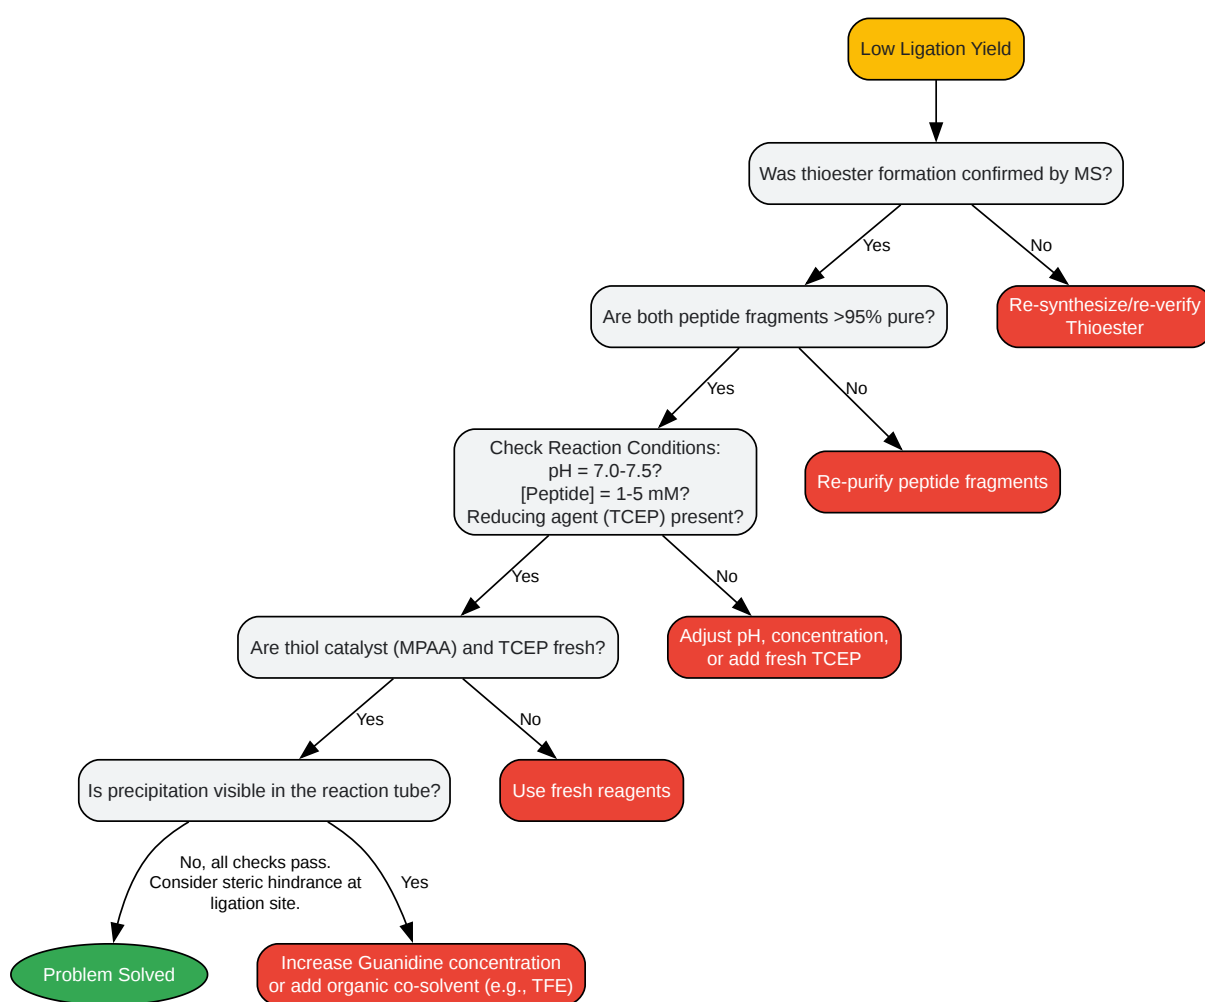 Low Ligation Yield
Was thioester formation confirmed by MS?
Yes
No
Are both peptide fragments >95% pure?
Re-synthesize/re-verify
Thioester
Yes
No
Check Reaction Conditions:
pH = 7.0-7.5?
[Peptide] = 1-5 mM?
Reducing agent (TCEP) present?
Re-purify peptide fragments
Yes
No
Are thiol catalyst (MPAA) and TCEP fresh?
Adjust pH, concentration,
or add fresh TCEP
Yes
No
Is precipitation visible in the reaction tube?
Use fresh reagents
No, all checks pass.
Consider steric hindrance at
ligation site.
Yes
Problem Solved
Increase Guanidine concentration
or add organic co-solvent (e.g., TFE)